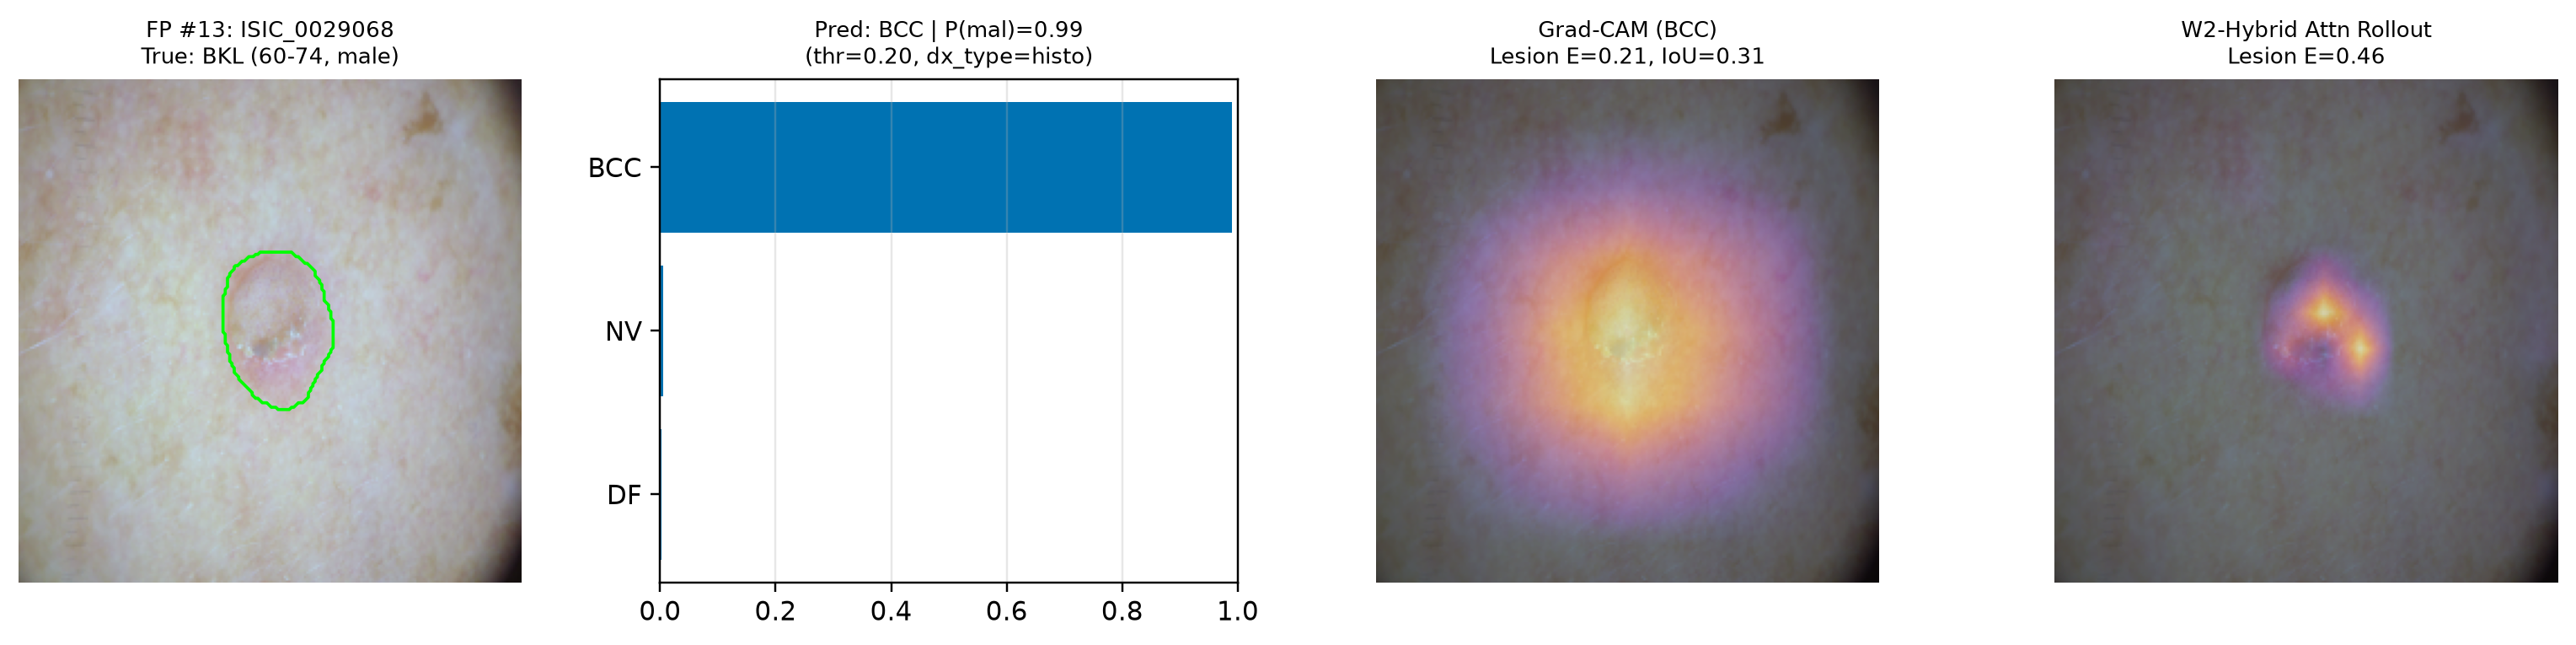 FP #13: ISIC_0029068
True: BKL (60-74, male)
Pred: BCC | P(mal)=0.99
(thr=0.20, dx_type=histo)
BCC
NV
DF
0.0 0.2 0.4 0.6 0.8 1.0
Grad-CAM (BCC)
Lesion E=0.21, IoU=0.31
W2-Hybrid Attn Rollout
Lesion E=0.46